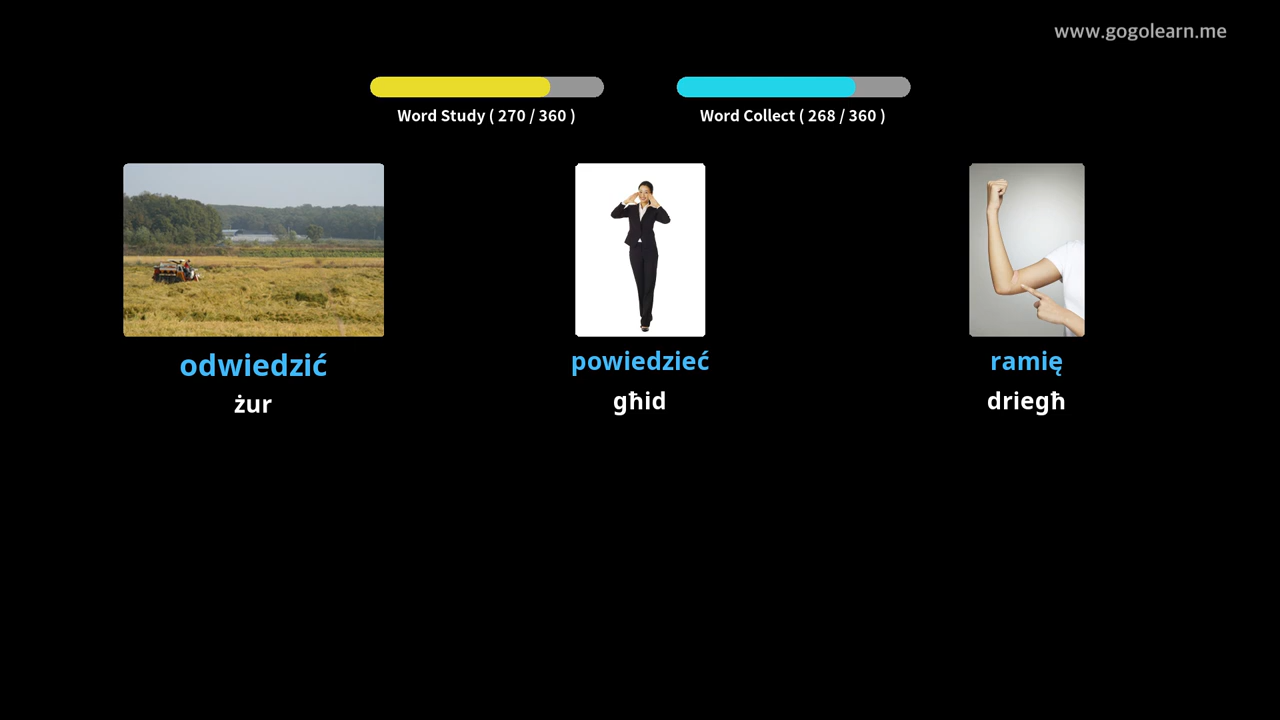 www.gogolearn.me
Word Study ( 270 / 360 )
Word Collect ( 268 / 360 )
odwiedzić
żur
powiedzieć
għid
ramię
driegħ